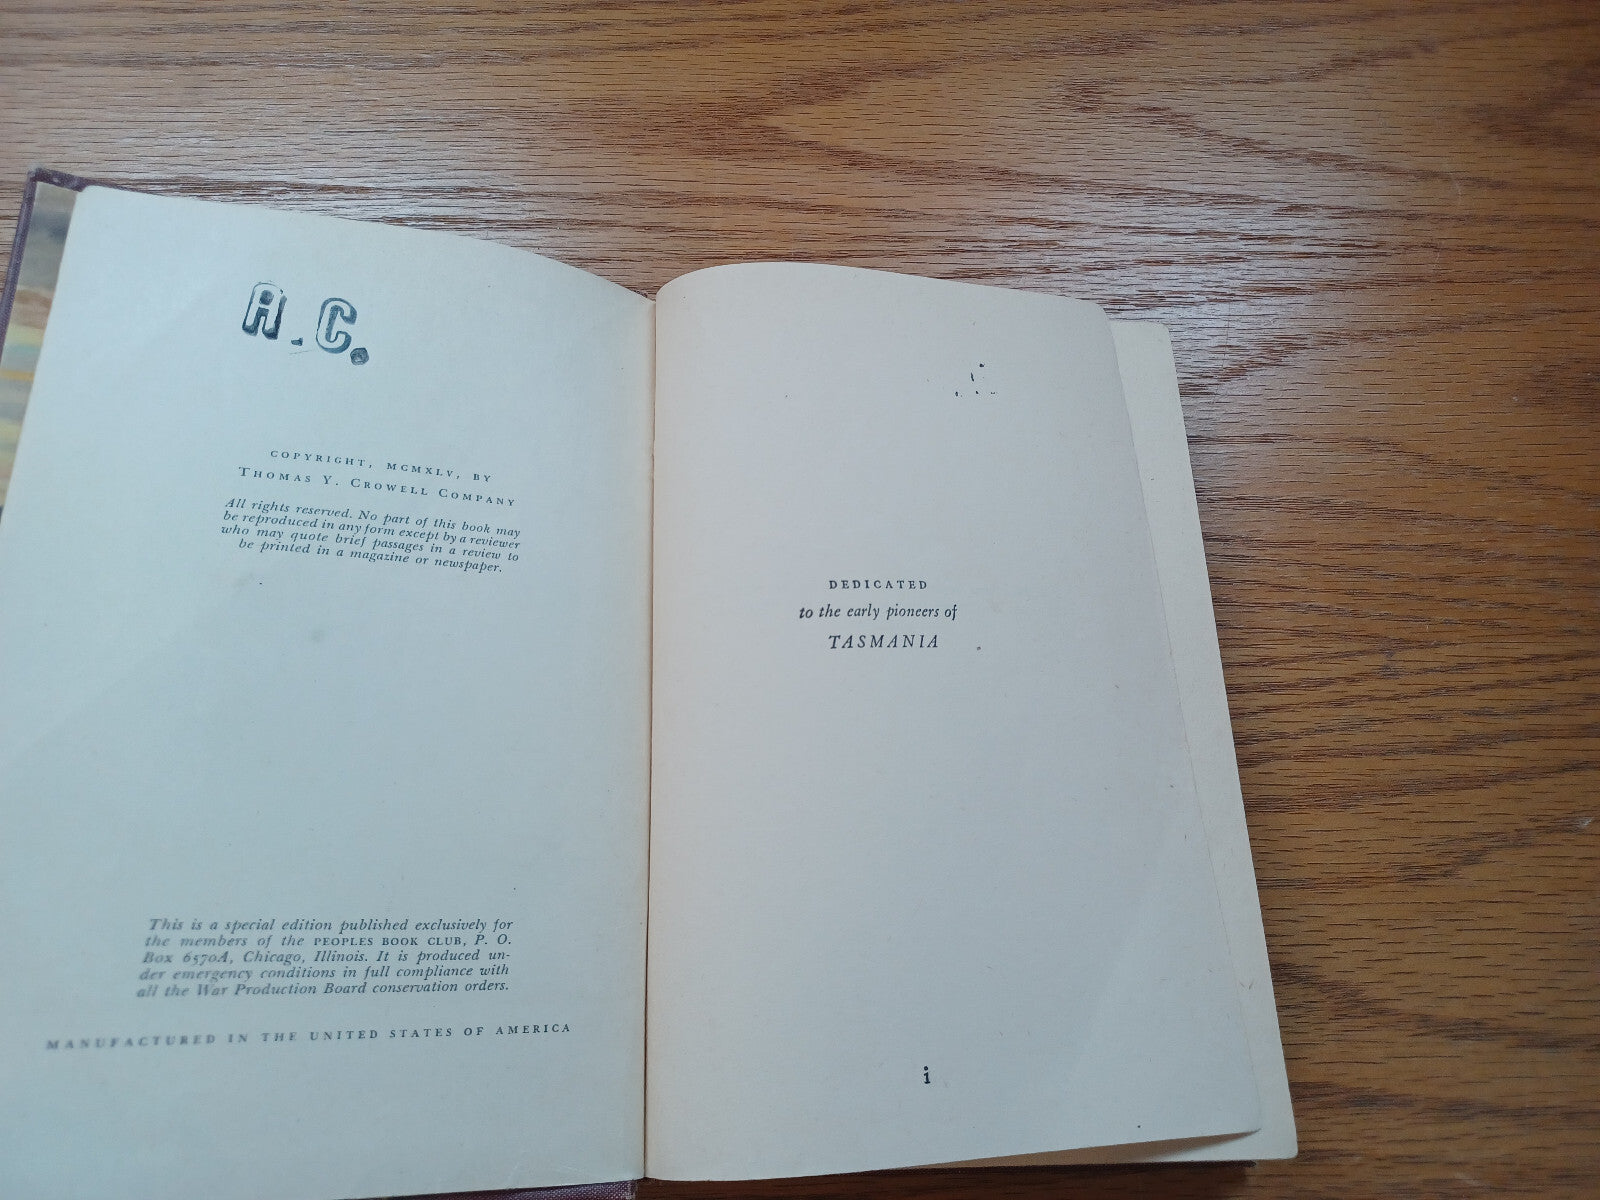 A. C.
COPYRIGHT, MCMXLV, BY
THOMAS Y. CROWELL COMPANY
All rights reserved. No part of this book may
be reproduced in any form except by a reviewer
who may quote brief passages in a review to
be printed in a magazine or newspaper.
This is a special edition published exclusively for
the members of the PEOPLES BOOK CLUB, P. O.
Box 6570A, Chicago, Illinois. It is produced un-
der emergency conditions in full compliance with
all the War Production Board conservation orders.
MANUFACTURED IN THE UNITED STATES OF AMERICA
DEDICATED
to the early pioneers of
TASMANIA
i